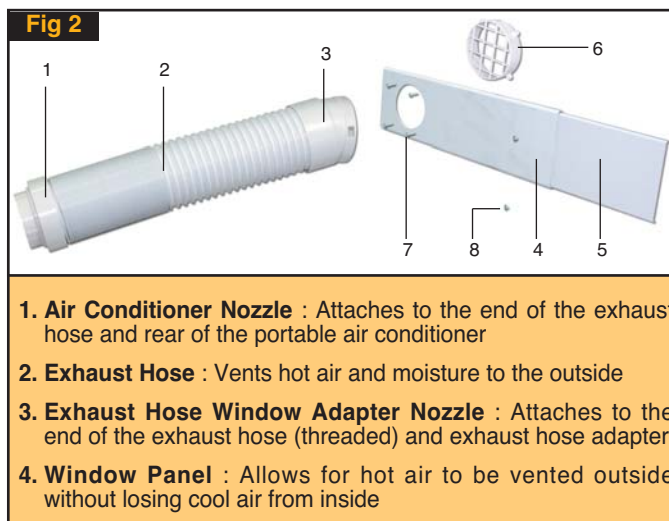 Fig 2
1
2
3
6
7
8
4
5
1. Air Conditioner Nozzle : Attaches to the end of the exhaust
hose and rear of the portable air conditioner
2. Exhaust Hose : Vents hot air and moisture to the outside
3. Exhaust Hose Window Adapter Nozzle : Attaches to the
end of the exhaust hose (threaded) and exhaust hose adapter
4. Window Panel : Allows for hot air to be vented outside
without losing cool air from inside